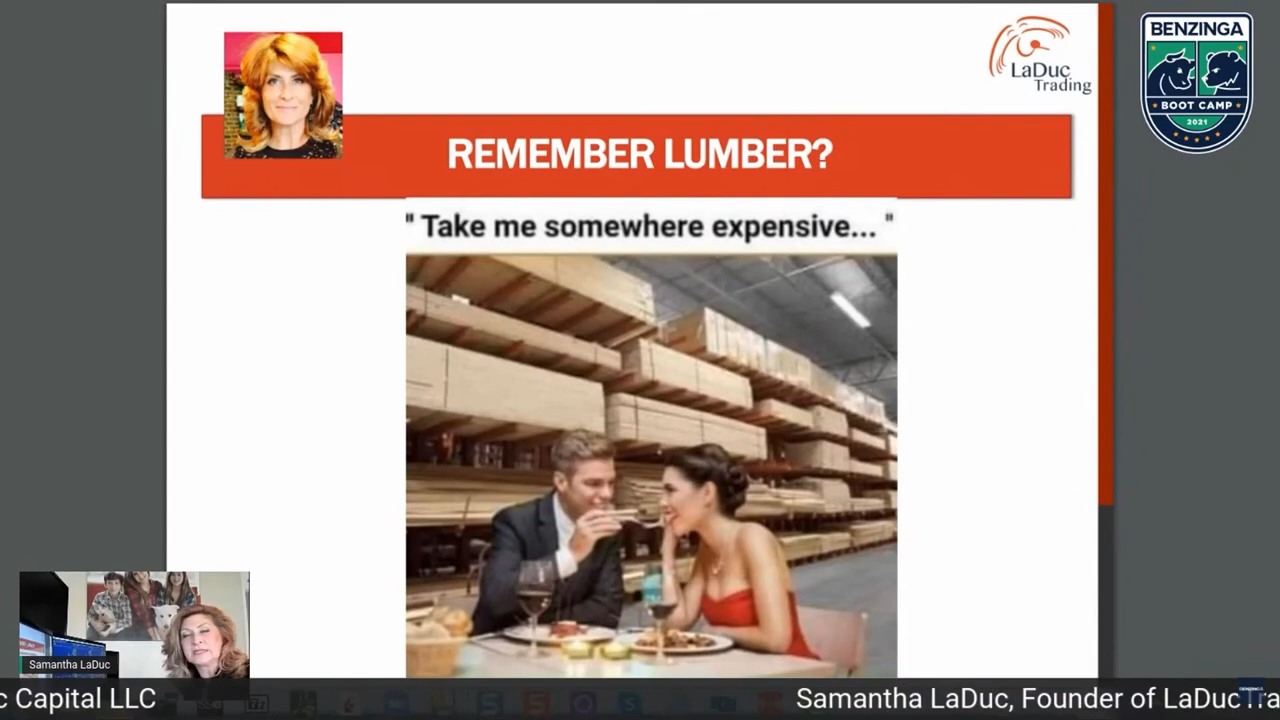 LaDuc
Trading
BENZINGA
BOOT CAMP
2021
REMEMBER LUMBER?
" Take me somewhere expensive... "
Samantha LaDuc
c Capital LLC
Samantha LaDuc, Founder of LaDucTra
BENZINGA